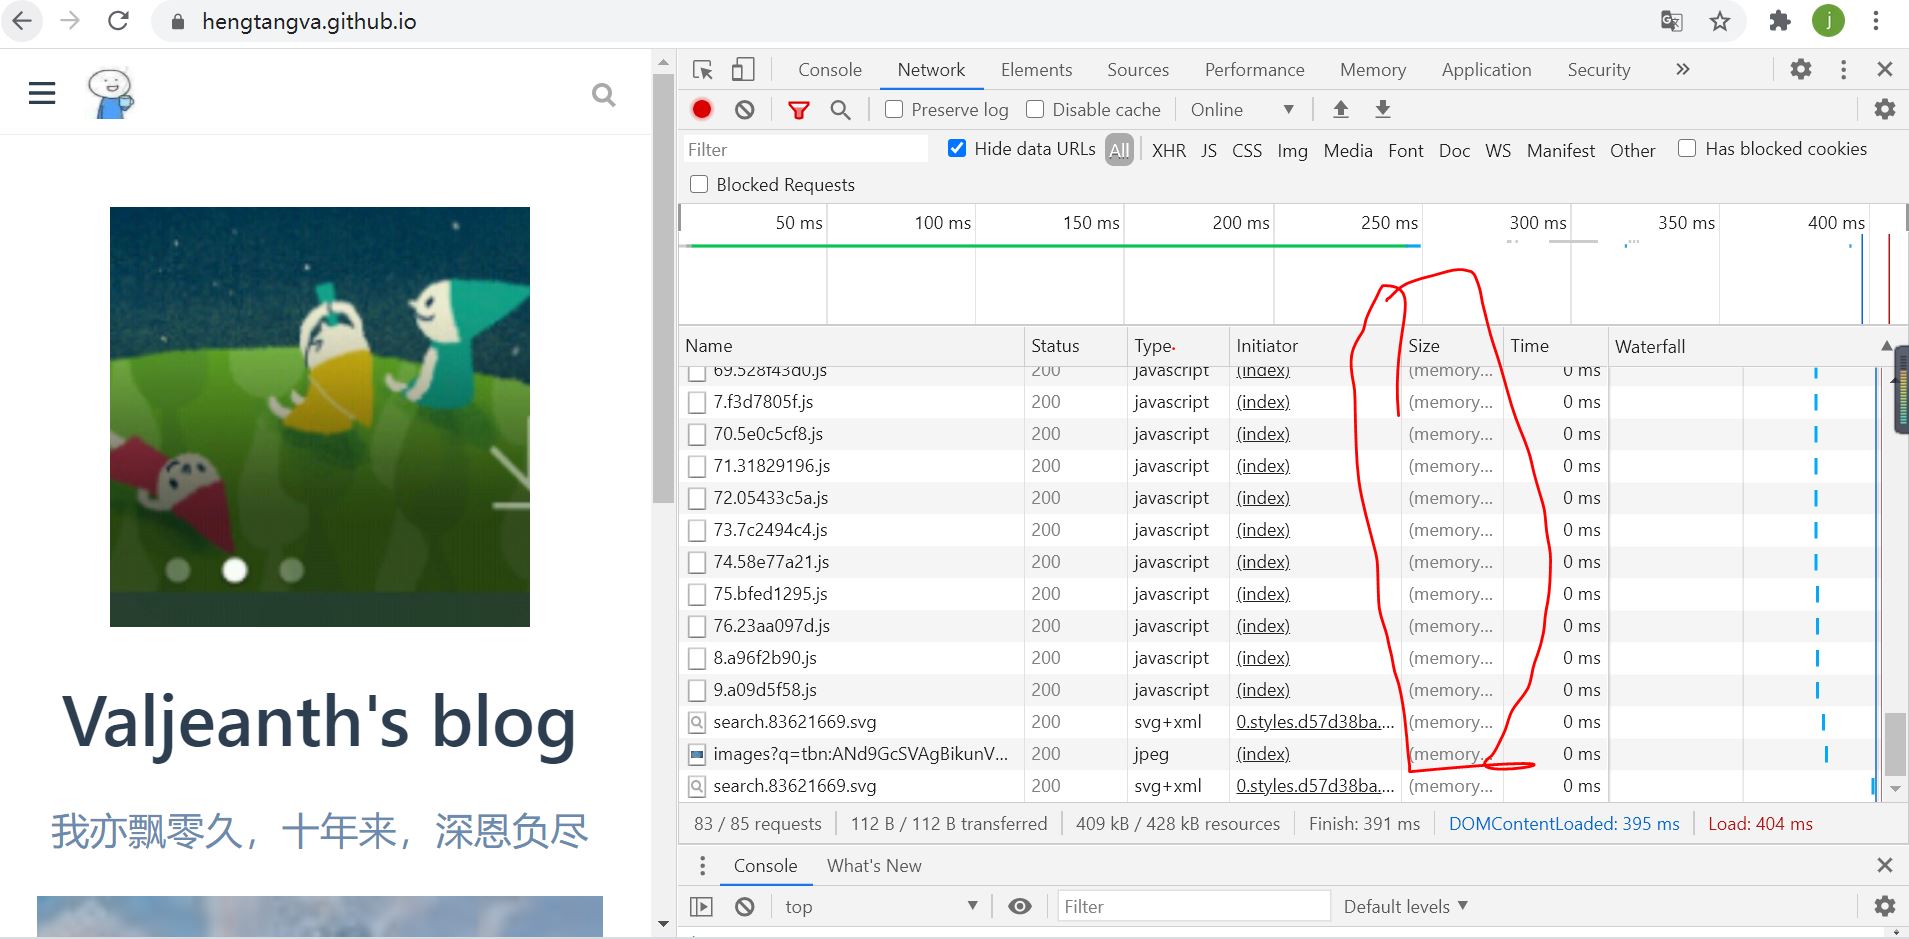 hengtangva.github.io
j
Console Network Elements Sources Performance Memory Application Security
Preserve log Disable cache Online
Filter Hide data URLs All XHR JS CSS Img Media Font Doc WS Manifest Other Has blocked cookies
Blocked Requests
50 ms 100 ms 150 ms 200 ms 250 ms 300 ms 350 ms 400 ms
Name Status Type Initiator Size Time Waterfall
69.528f43d0.js 200 javascript (index) (memory... 0 ms
7.f3d7805f.js 200 javascript (index) (memory... 0 ms
70.5e0c5cf8.js 200 javascript (index) (memory... 0 ms
71.31829196.js 200 javascript (index) (memory... 0 ms
72.05433c5a.js 200 javascript (index) (memory... 0 ms
73.7c2494c4.js 200 javascript (index) (memory... 0 ms
74.58e77a21.js 200 javascript (index) (memory... 0 ms
75.bfed1295.js 200 javascript (index) (memory... 0 ms
76.23aa097d.js 200 javascript (index) (memory... 0 ms
8.a96f2b90.js 200 javascript (index) (memory... 0 ms
9.a09d5f58.js 200 javascript (index) (memory... 0 ms
search.83621669.svg 200 svg+xml 0.styles.d57d38ba.... (memory... 0 ms
images?q=tbn:ANd9GcSVAgBikunV... 200 jpeg (index) (memory... 0 ms
search.83621669.svg 200 svg+xml 0.styles.d57d38ba.... (memory... 0 ms
83 / 85 requests 112 B / 112 B transferred 409 kB / 428 kB resources Finish: 391 ms DOMContentLoaded: 395 ms Load: 404 ms
Console What's New
top Filter Default levels
Valjeanth's blog
我亦飘零久，十年来，深恩负尽